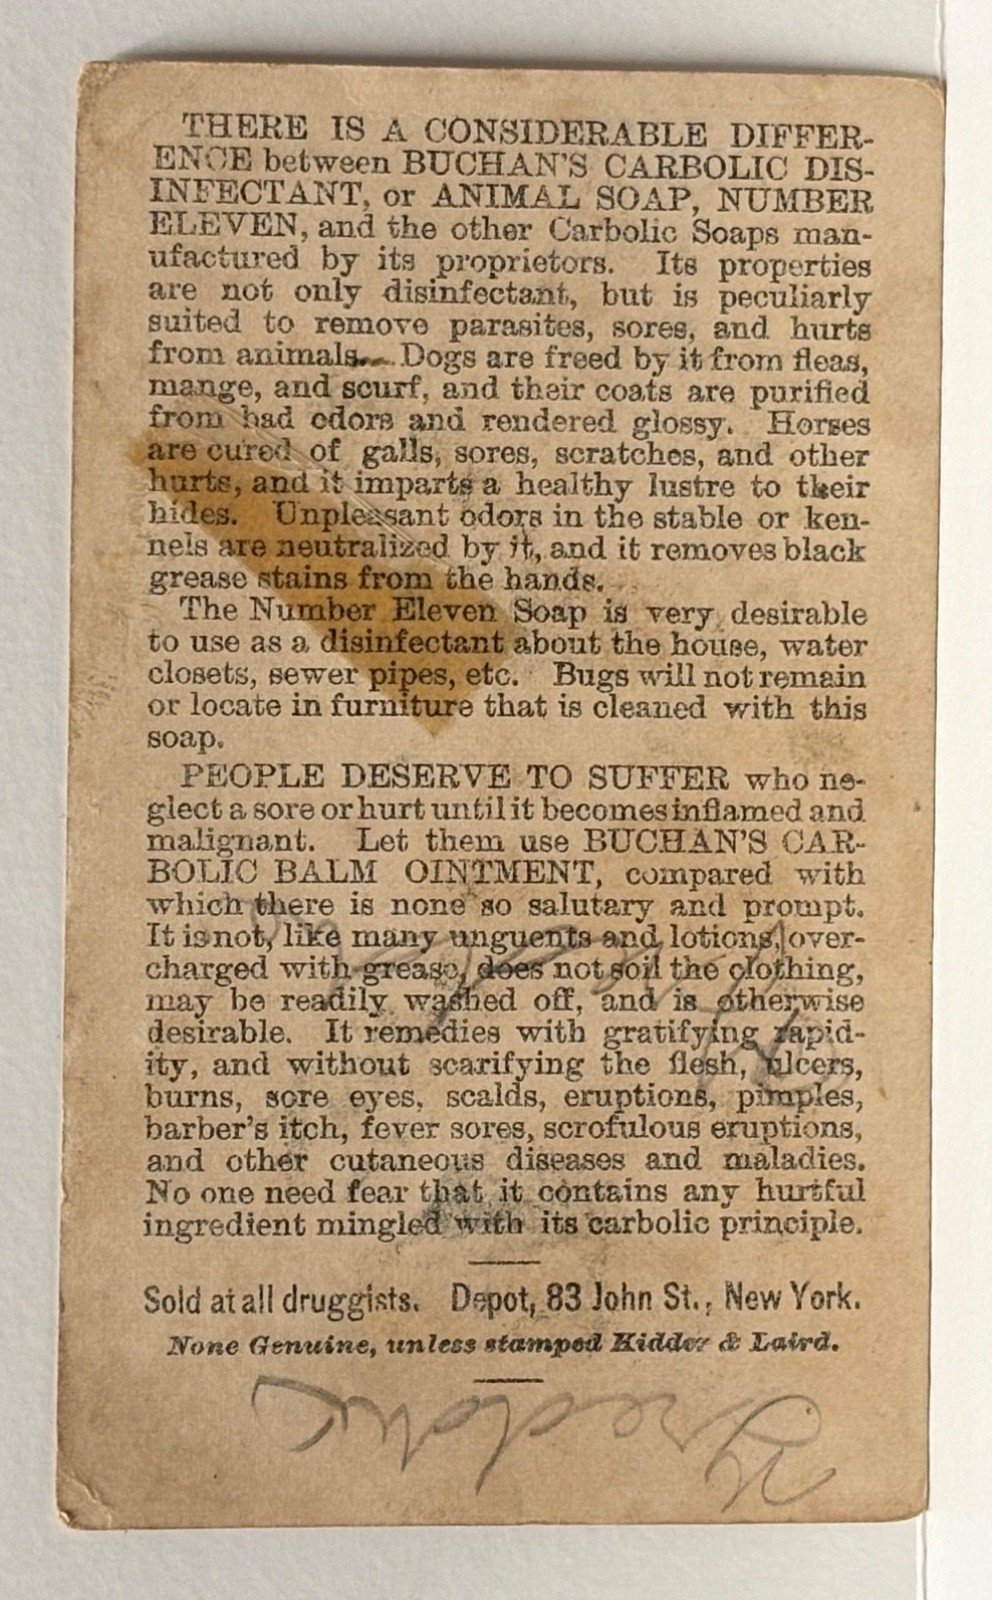 THERE IS A CONSIDERABLE DIFFER-
ENCE between BUCHAN'S CARBOLIC DIS-
INFECTANT, or ANIMAL SOAP, NUMBER
ELEVEN, and the other Carbolic Soaps man-
ufactured by its proprietors. Its properties
are not only disinfectant, but is peculiarly
suited to remove parasites, sores, and hurts
from animals. Dogs are freed by it from fleas,
mange, and scurf, and their coats are purified
from bad odors and rendered glossy. Horses
are cured of galls, sores, scratches, and other
hurts, and it imparts a healthy lustre to their
hides. Unpleasant odors in the stable or ken-
nels are neutralized by it, and it removes black
grease stains from the hands.
The Number Eleven Soap is very desirable
to use as a disinfectant about the house, water
closets, sewer pipes, etc. Bugs will not remain
or locate in furniture that is cleaned with this
soap.
PEOPLE DESERVE TO SUFFER who ne-
glect a sore or hurt until it becomes inflamed and
malignant. Let them use BUCHAN'S CAR-
BOLIC BALM OINTMENT, compared with
which there is none so salutary and prompt.
It is not, like many unguents and lotions, over-
charged with grease, does not soil the clothing,
may be readily washed off, and is otherwise
desirable. It remedies with gratifying rapid-
ity, and without scarifying the flesh, ulcers,
burns, sore eyes, scalds, eruptions, pimples,
barber's itch, fever sores, scrofulous eruptions,
and other cutaneous diseases and maladies.
No one need fear that it contains any hurtful
ingredient mingled with its carbolic principle.
Sold at all druggists. Depot, 83 John St., New York.
None Genuine, unless stamped Kidder & Laird.